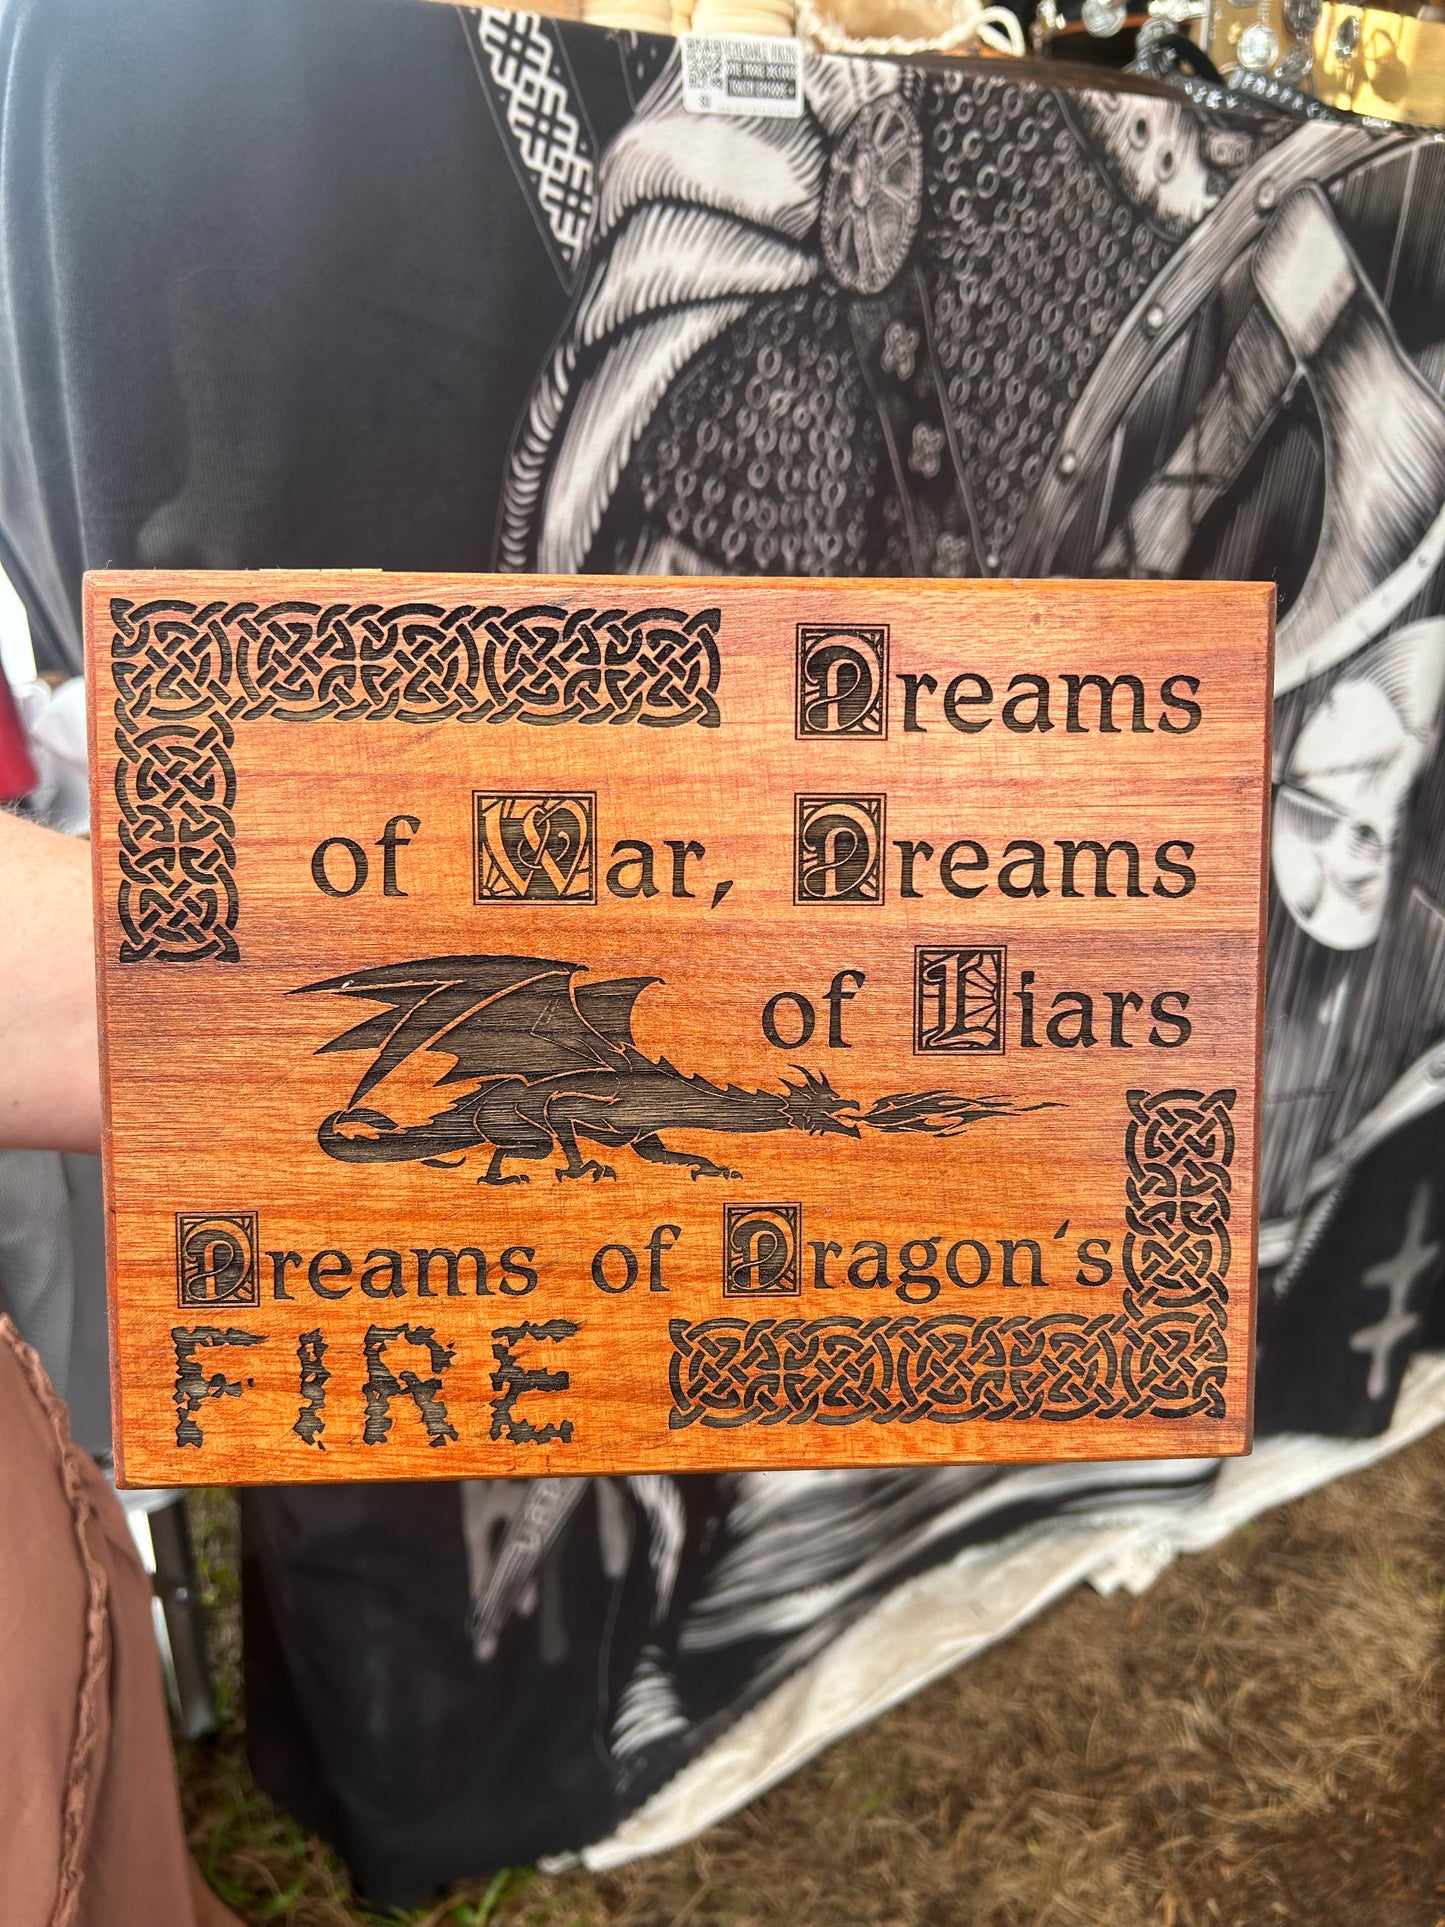 Dreams
of War, Dreams
of Liars
Dreams of Dragon's
FIRE